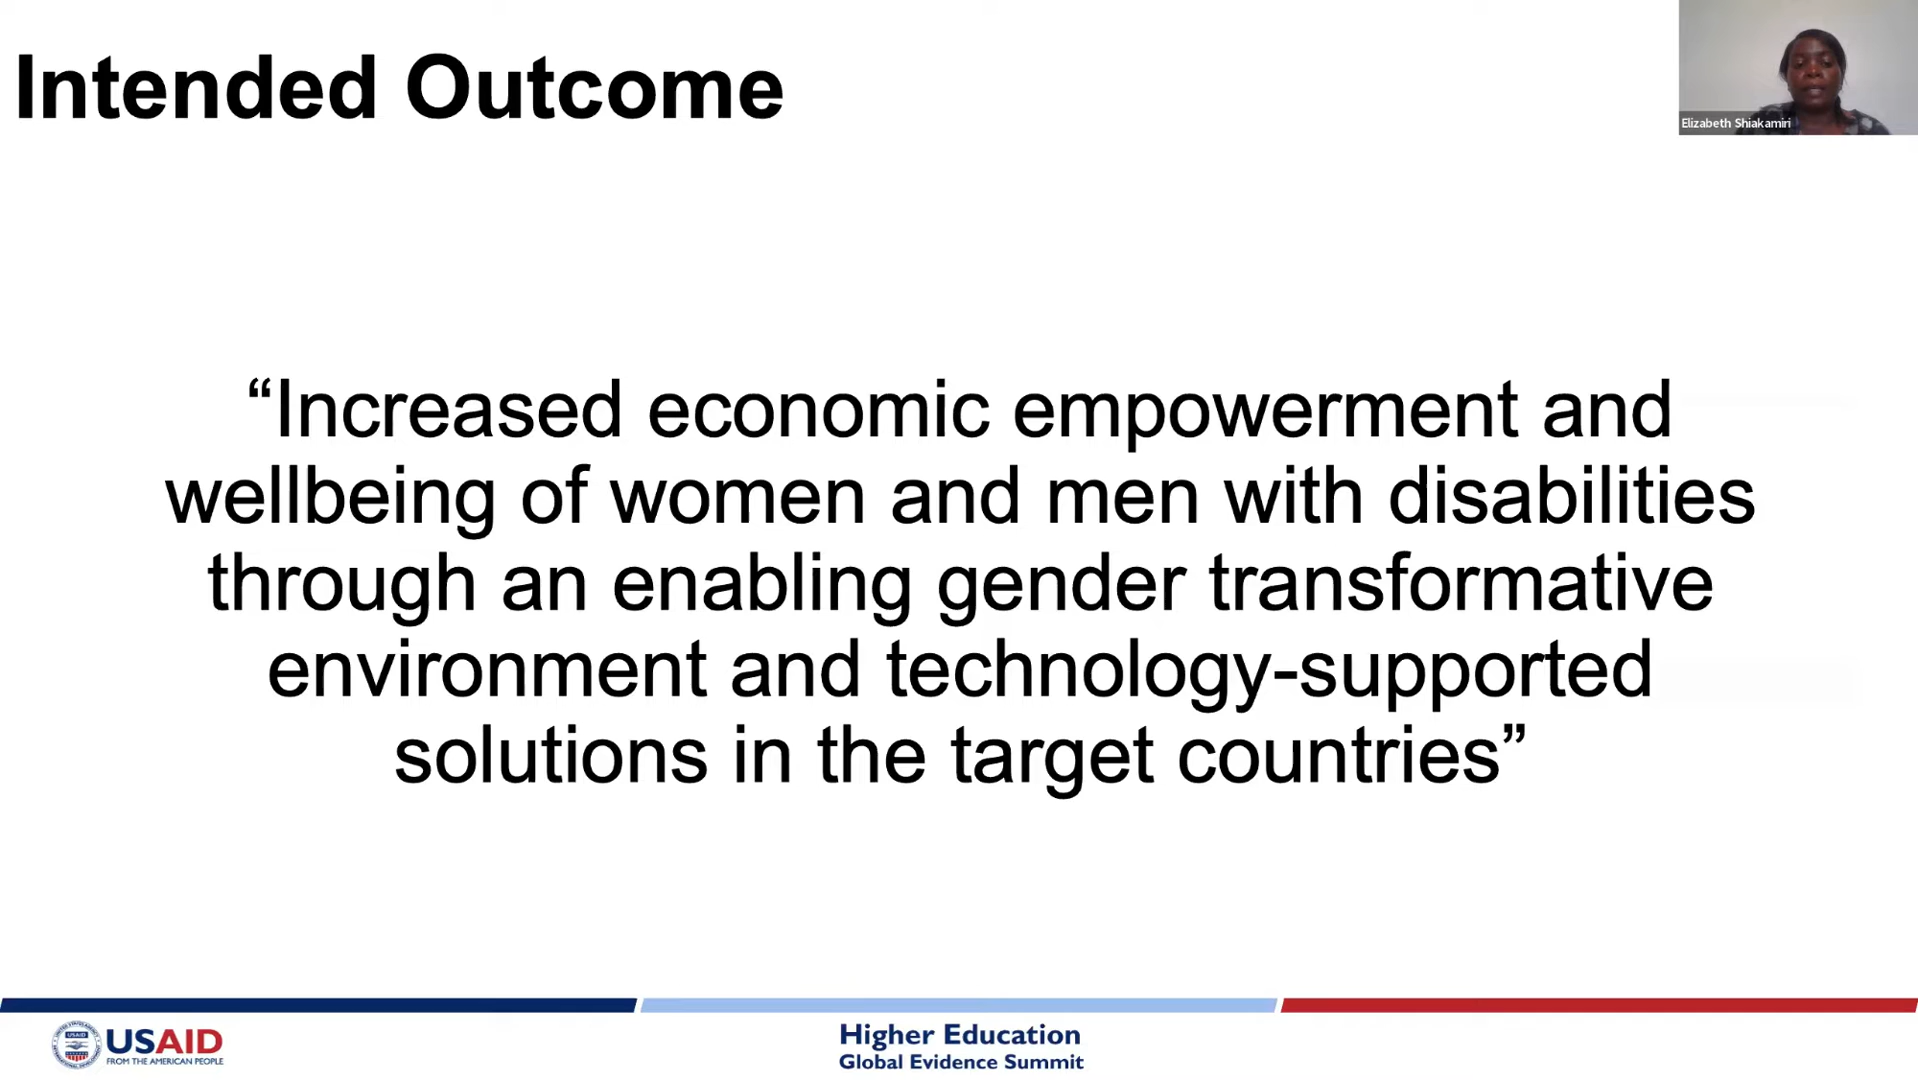 Intended Outcome
Elizabeth Shiakamiri
“Increased economic empowerment and
wellbeing of women and men with disabilities
through an enabling gender transformative
environment and technology-supported
solutions in the target countries”
USAID
FROM THE AMERICAN PEOPLE
Higher Education
Global Evidence Summit